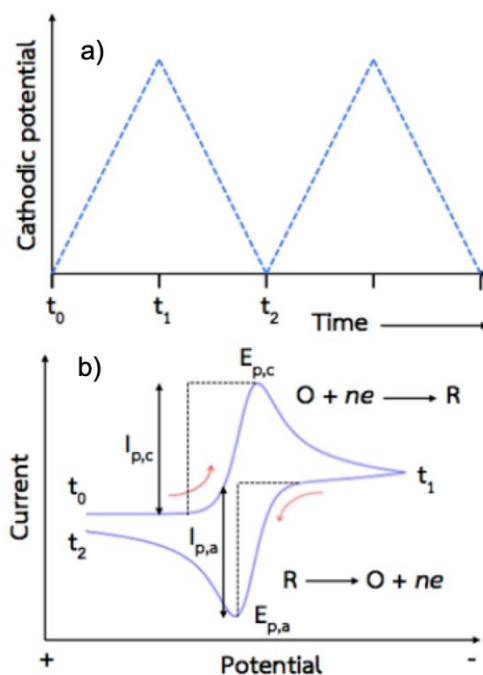 a)
Cathodic potential
t0
t1
t2
Time
b)
Ep,c
O + ne → R
Ip,c
t0
t1
Current
Ip,a
t2
R → O + ne
Ep,a
+
Potential
-